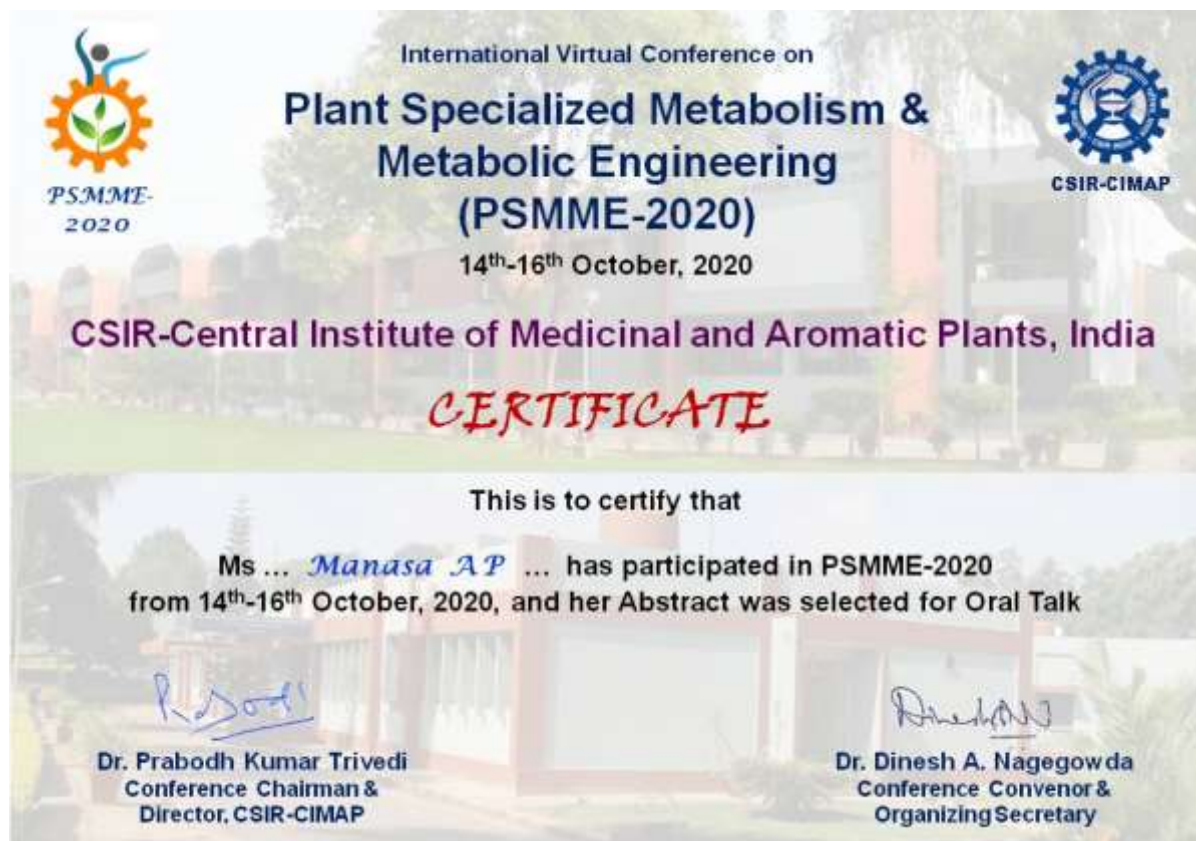 International Virtual Conference on
Plant Specialized Metabolism &
Metabolic Engineering
(PSMME-2020)
14th-16th October, 2020
PSMME-
2020
CSIR-CIMAP
CSIR-Central Institute of Medicinal and Aromatic Plants, India
CERTIFICATE
This is to certify that
Ms ... Manasa A P ... has participated in PSMME-2020
from 14th-16th October, 2020, and her Abstract was selected for Oral Talk
Dr. Prabodh Kumar Trivedi
Conference Chairman &
Director, CSIR-CIMAP
Dr. Dinesh A. Nagegowda
Conference Convenor &
Organizing Secretary